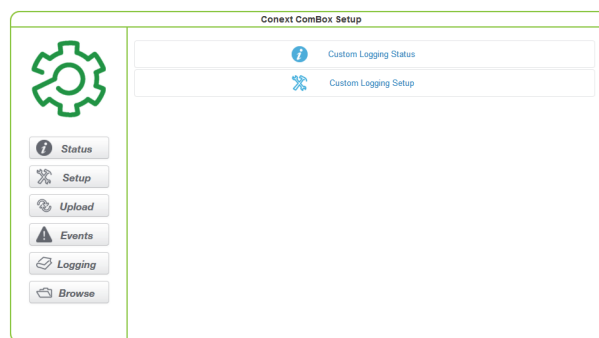 Conext ComBox Setup
Custom Logging Status
Custom Logging Setup
Status
Setup
Upload
Events
Logging
Browse